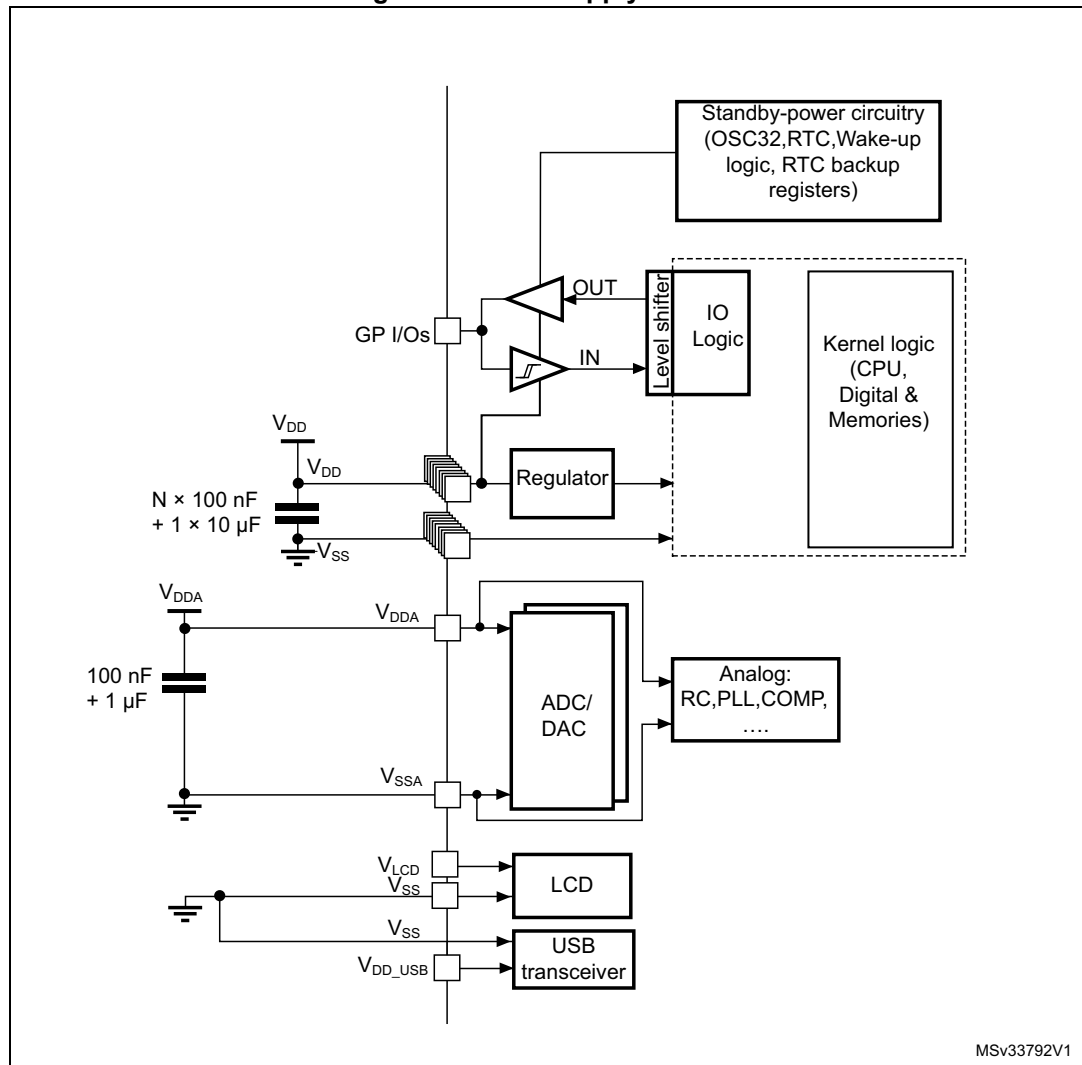 Standby-power circuitry
(OSC32,RTC,Wake-up
logic, RTC backup
registers)
OUT
Level shifter
IO
Logic
GP I/Os
IN
Kernel logic
(CPU,
Digital &
Memories)
VDD
VDD
Regulator
N × 100 nF
+ 1 × 10 µF
VSS
VDDA
VDDA
100 nF
+ 1 µF
ADC/
DAC
Analog:
RC,PLL,COMP,
....
VSSA
VLCD
VSS
LCD
VSS
USB
transceiver
VDD_USB
MSv33792V1